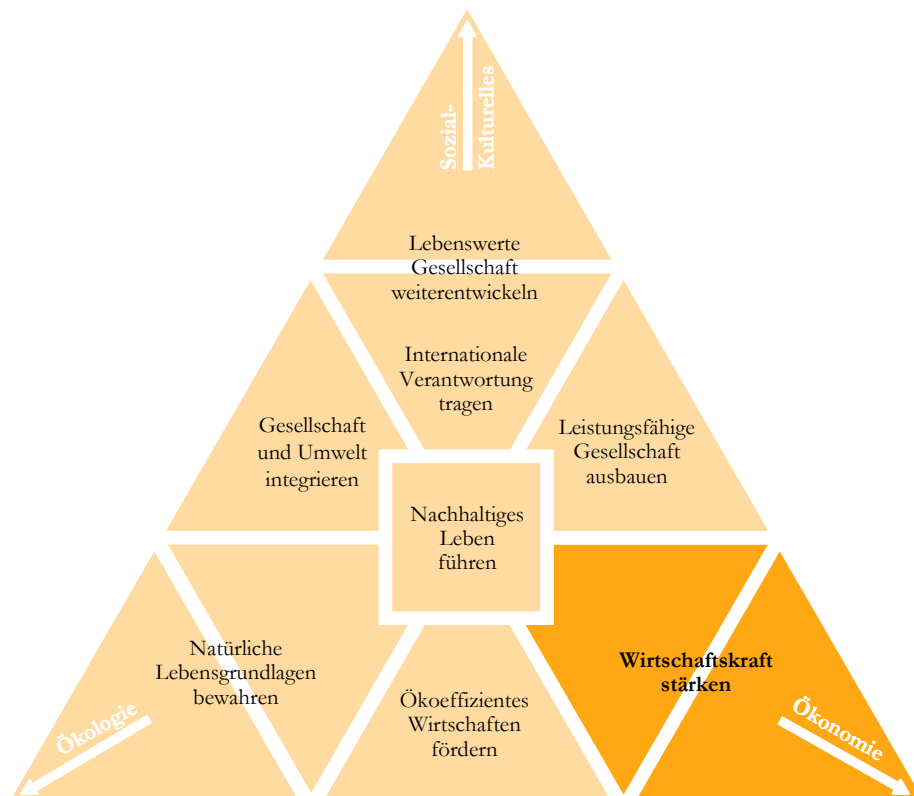 Sozial-
Kulturelles
Lebenswerte
Gesellschaft
weiterentwickeln
Internationale
Verantwortung
tragen
Gesellschaft
und Umwelt
integrieren
Leistungsfähige
Gesellschaft
ausbauen
Nachhaltiges
Leben
führen
Natürliche
Lebensgrundlagen
bewahren
Wirtschaftskraft
stärken
Ökoeffizientes
Wirtschaften
fördern
Ökologie
Ökonomie